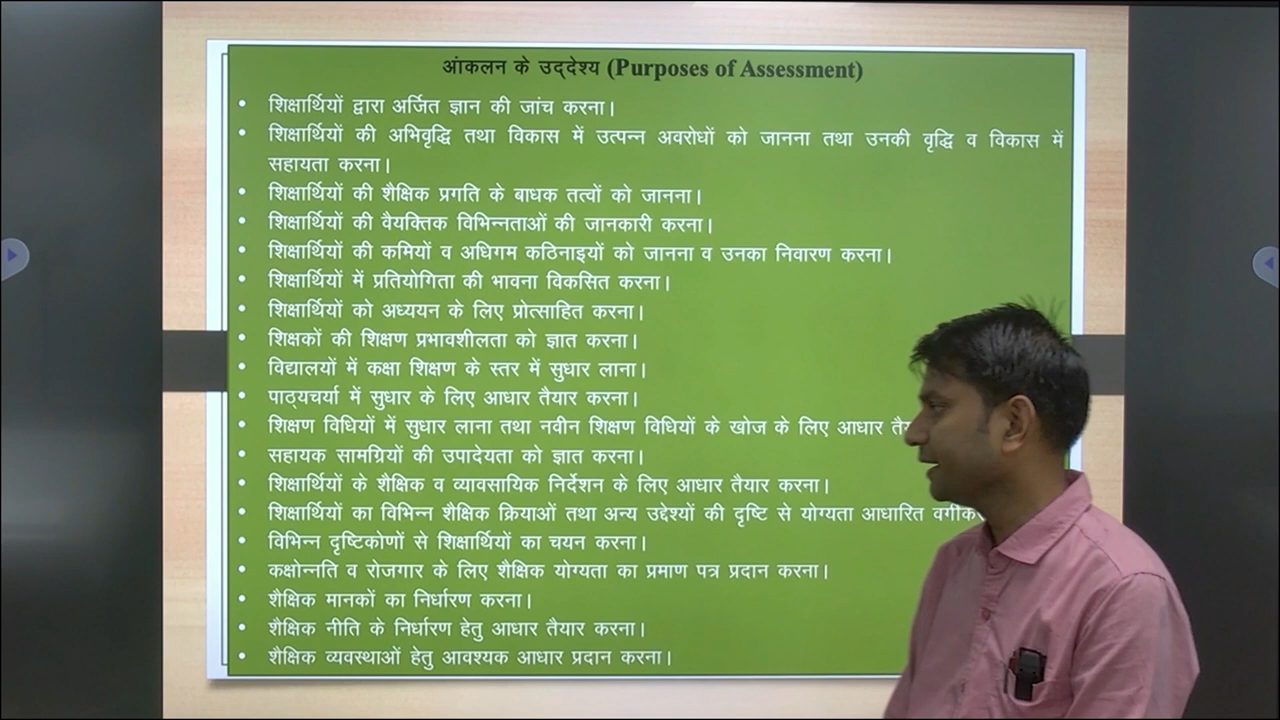 आंकलन के उद्देश्य (Purposes of Assessment)
• शिक्षार्थियों द्वारा अर्जित ज्ञान की जांच करना।
• शिक्षार्थियों की अभिवृद्धि तथा विकास में उत्पन्न अवरोधों को जानना तथा उनकी वृद्धि व विकास में
सहायता करना।
• शिक्षार्थियों की शैक्षिक प्रगति के बाधक तत्वों को जानना।
• शिक्षार्थियों की वैयक्तिक विभिन्नताओं की जानकारी करना।
• शिक्षार्थियों की कमियों व अधिगम कठिनाइयों को जानना व उनका निवारण करना।
• शिक्षार्थियों में प्रतियोगिता की भावना विकसित करना।
• शिक्षार्थियों को अध्ययन के लिए प्रोत्साहित करना।
• शिक्षकों की शिक्षण प्रभावशीलता को ज्ञात करना।
• विद्यालयों में कक्षा शिक्षण के स्तर में सुधार लाना।
• पाठ्यचर्या में सुधार के लिए आधार तैयार करना।
• शिक्षण विधियों में सुधार लाना तथा नवीन शिक्षण विधियों के खोज के लिए आधार
• सहायक सामग्रियों की उपादेयता को ज्ञात करना।
• शिक्षार्थियों के शैक्षिक व व्यावसायिक निर्देशन के लिए आधार तैयार करना।
• शिक्षार्थियों का विभिन्न शैक्षिक क्रियाओं तथा अन्य उद्देश्यों की दृष्टि से योग्यता आधारित
• विभिन्न दृष्टिकोणों से शिक्षार्थियों का चयन करना।
• कक्षोन्नति व रोजगार के लिए शैक्षिक योग्यता का प्रमाण पत्र प्रदान करना।
• शैक्षिक मानकों का निर्धारण करना।
• शैक्षिक नीति के निर्धारण हेतु आधार तैयार करना।
• शैक्षिक व्यवस्थाओं हेतु आवश्यक आधार प्रदान करना।